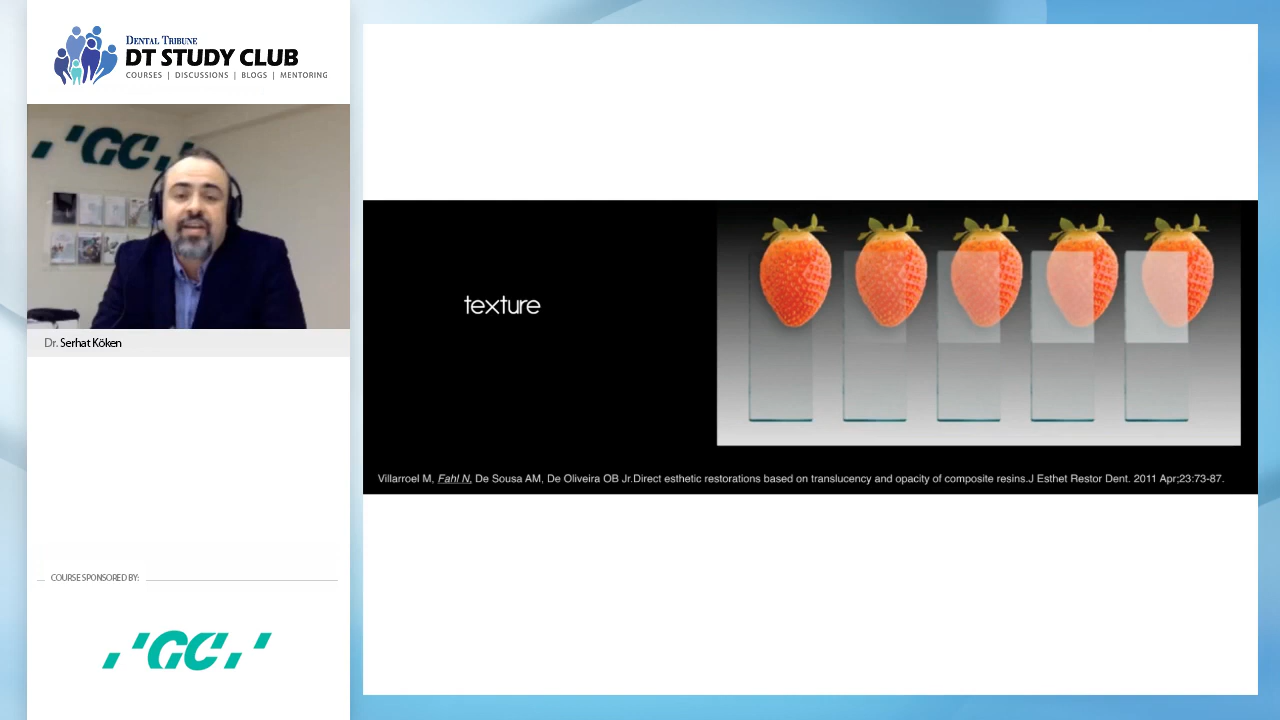 DENTAL TRIBUNE
DT STUDY CLUB
COURSES | DISCUSSIONS | BLOGS | MENTORING
GC
Dr. Serhat Köken
texture
Villarroel M, Fahl N, De Sousa AM, De Oliveira OB Jr.Direct esthetic restorations based on translucency and opacity of composite resins.J Esthet Restor Dent. 2011 Apr;23:73-87.
COURSE SPONSORED BY:
GC